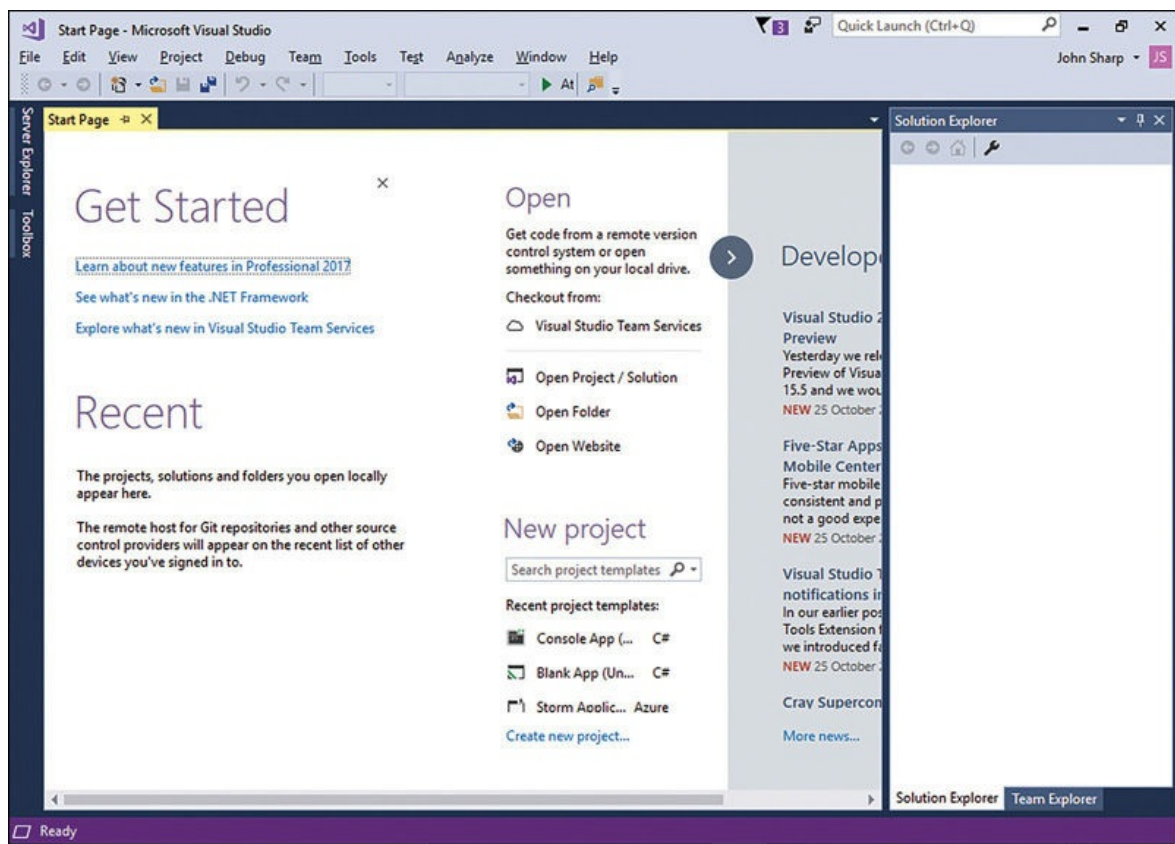 Start Page - Microsoft Visual Studio
3
Quick Launch (Ctrl+Q)
File Edit View Project Debug Team Tools Test Analyze Window Help
John Sharp
JS
At
Server Explorer
Toolbox
Start Page
Get Started
Learn about new features in Professional 2017
See what's new in the .NET Framework
Explore what's new in Visual Studio Team Services
Recent
The projects, solutions and folders you open locally
appear here.
The remote host for Git repositories and other source
control providers will appear on the recent list of other
devices you've signed in to.
Open
Get code from a remote version
control system or open
something on your local drive.
Checkout from:
Visual Studio Team Services
Open Project / Solution
Open Folder
Open Website
New project
Search project templates
Recent project templates:
Console App (... C#
Blank App (Un... C#
Storm Applic... Azure
Create new project...
Develop
Visual Studio 2
Preview
Yesterday we rel
Preview of Visua
15.5 and we wou
NEW 25 October
Five-Star Apps
Mobile Center
Five-star mobile
consistent and p
not a good expe
NEW 25 October
Visual Studio T
notifications in
In our earlier pos
Tools Extension f
we introduced fa
NEW 25 October
Cray Supercon
More news...
Solution Explorer
Solution Explorer Team Explorer
Ready